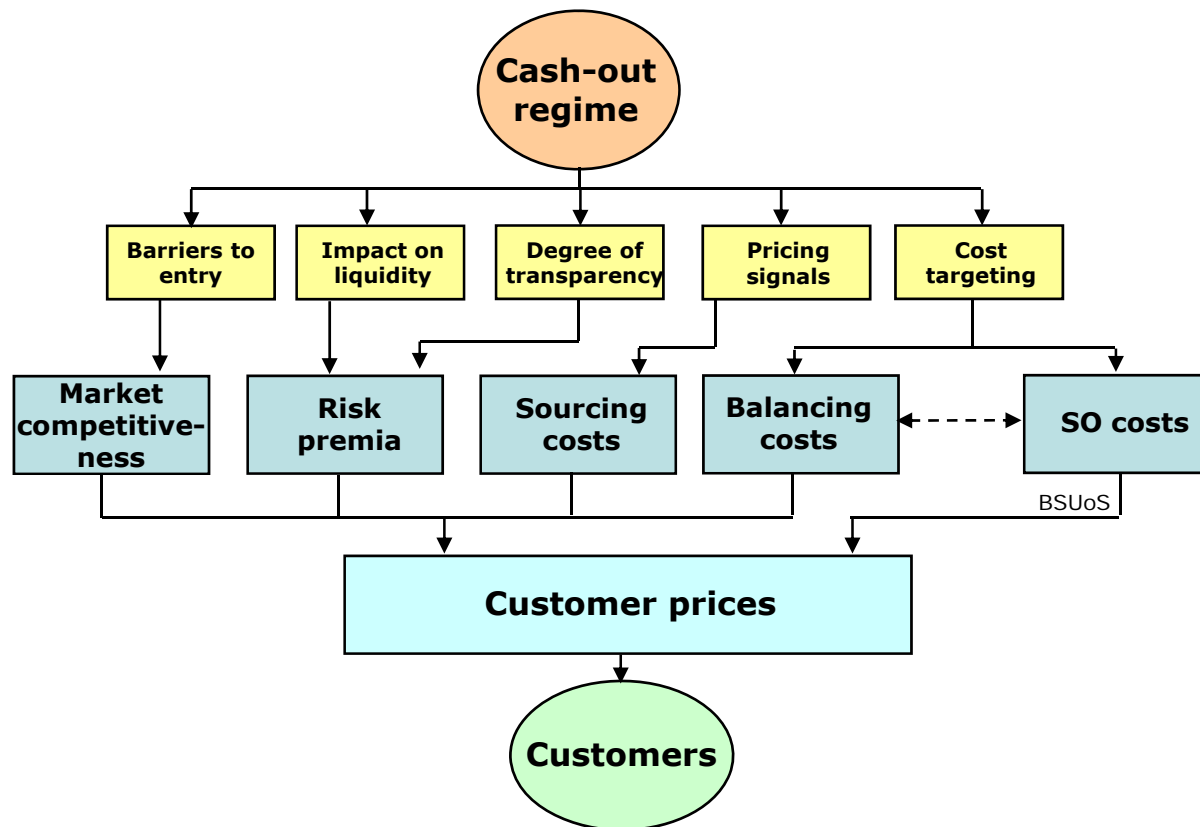 Cash-out
regime
Barriers to
entry
Impact on
liquidity
Degree of
transparency
Pricing
signals
Cost
targeting
Market
competitive-
ness
Risk
premia
Sourcing
costs
Balancing
costs
SO costs
BSUoS
Customer prices
Customers